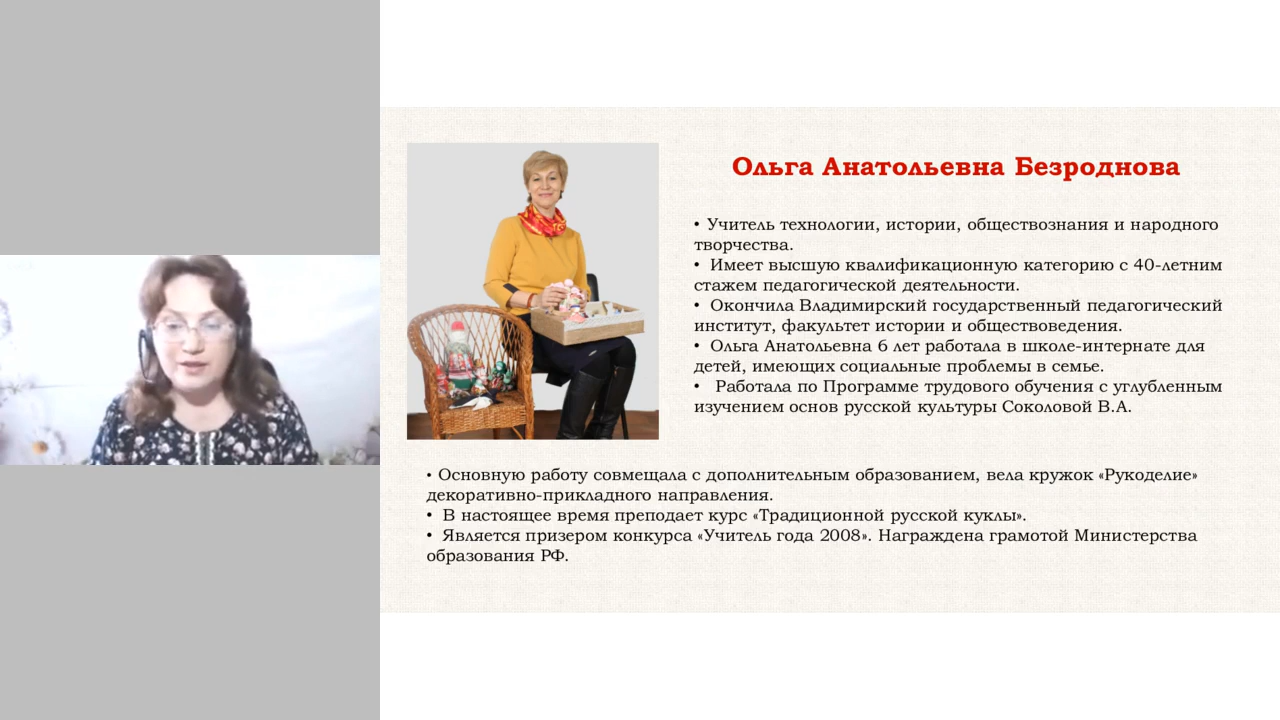 Ольга Анатольевна Безроднова
• Учитель технологии, истории, обществознания и народного
творчества.
• Имеет высшую квалификационную категорию с 40-летним
стажем педагогической деятельности.
• Окончила Владимирский государственный педагогический
институт, факультет истории и обществоведения.
• Ольга Анатольевна 6 лет работала в школе-интернате для
детей, имеющих социальные проблемы в семье.
• Работала по Программе трудового обучения с углубленным
изучением основ русской культуры Соколовой В.А.
• Основную работу совмещала с дополнительным образованием, вела кружок «Рукоделие»
декоративно-прикладного направления.
• В настоящее время преподает курс «Традиционной русской куклы».
• Является призером конкурса «Учитель года 2008». Награждена грамотой Министерства
образования РФ.